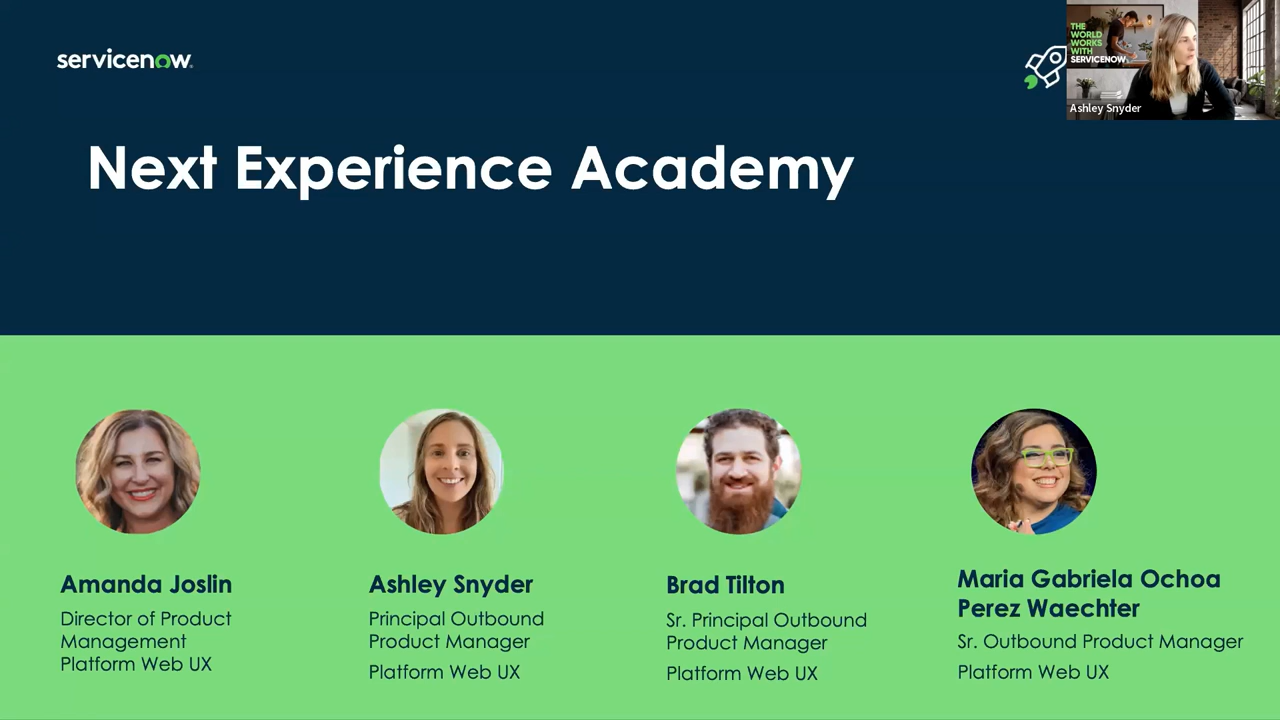 servicenow.
THE
WORLD
WORKS
WITH
SERVICENOW
Ashley Snyder
Next Experience Academy
Amanda Joslin
Director of Product
Management
Platform Web UX
Ashley Snyder
Principal Outbound
Product Manager
Platform Web UX
Brad Tilton
Sr. Principal Outbound
Product Manager
Platform Web UX
Maria Gabriela Ochoa
Perez Waechter
Sr. Outbound Product Manager
Platform Web UX